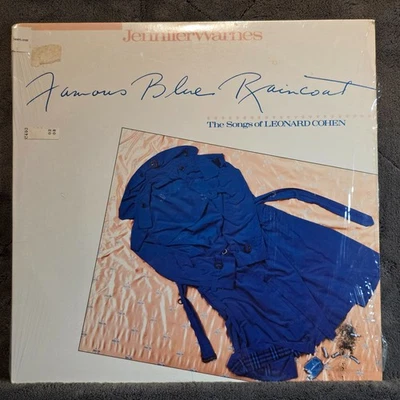 Jennifer Warnes
Famous Blue Raincoat
The Songs of LEONARD COHEN